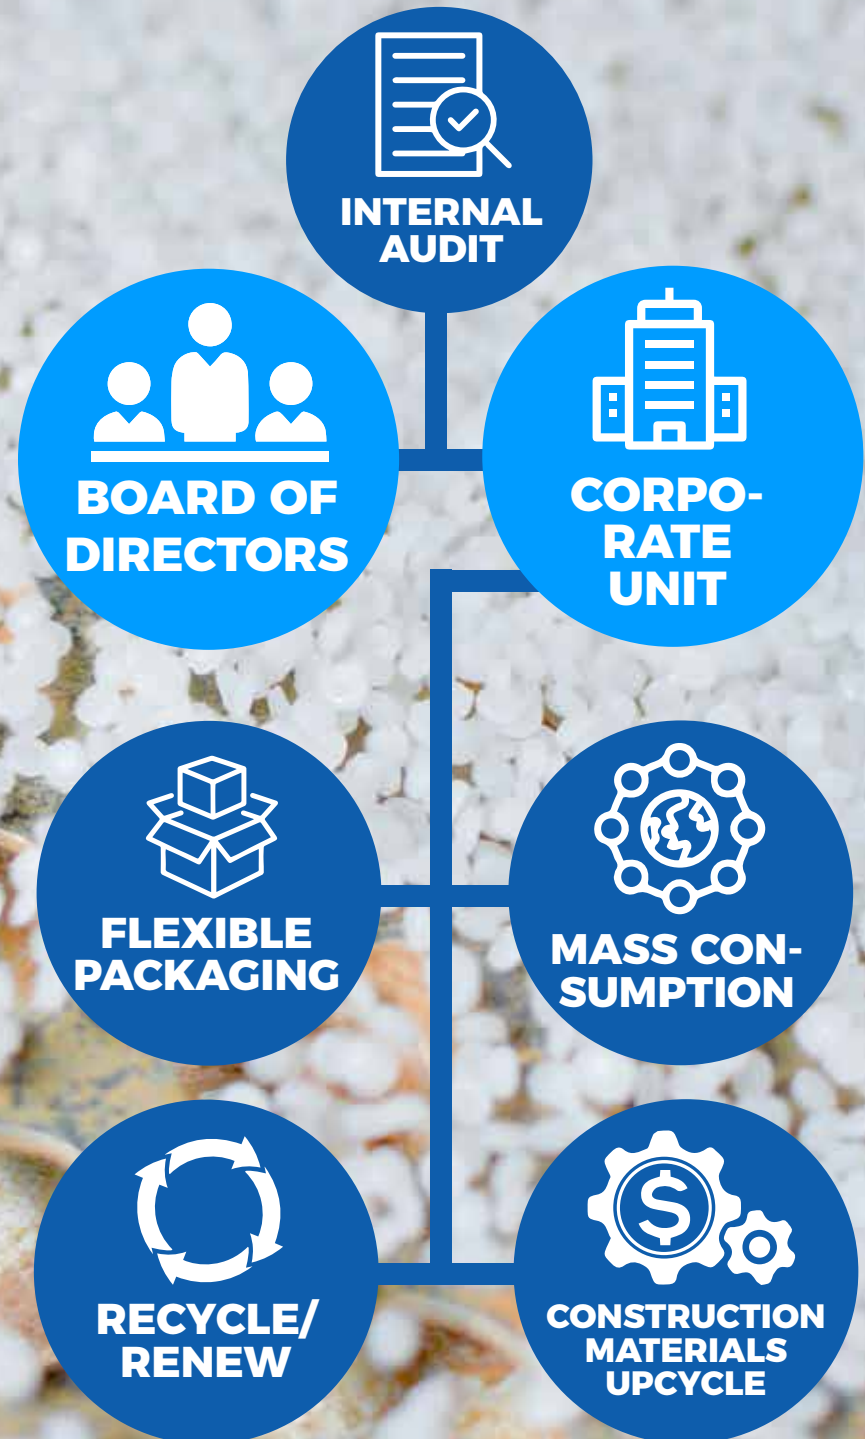 INTERNAL
AUDIT
BOARD OF
DIRECTORS
CORPO-
RATE
UNIT
FLEXIBLE
PACKAGING
MASS CON-
SUMPTION
RECYCLE/
RENEW
$
CONSTRUCTION
MATERIALS
UPCYCLE